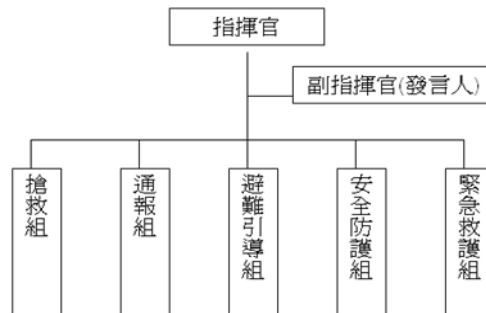 指揮官
副指揮官(發言人)
搶救組
通報組
避難引導組
安全防護組
緊急救護組